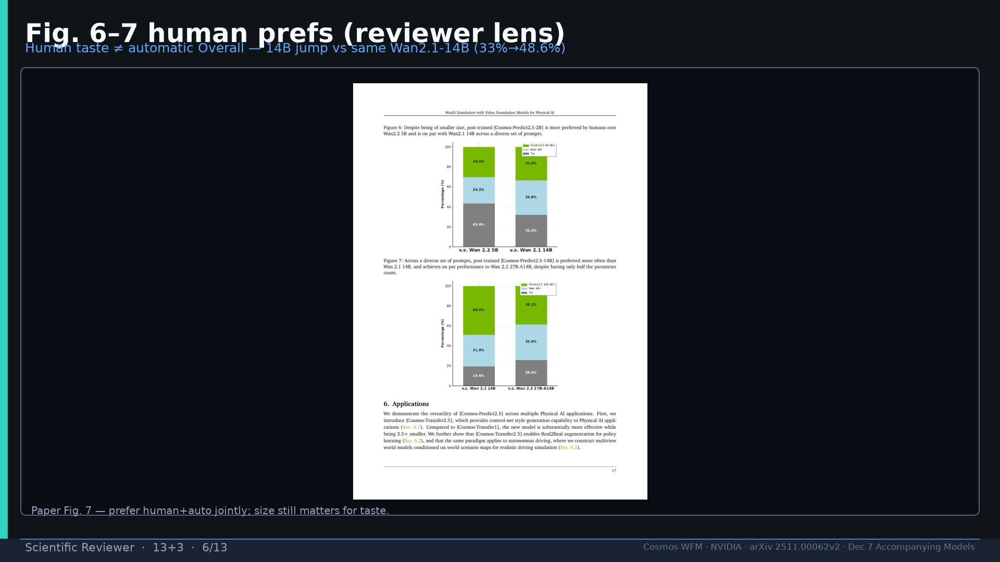 Fig. 6–7 human prefs (reviewer lens)
Human taste ≠ automatic Overall — 14B jump vs same Wan2.1-14B (33%→48.6%)
World Simulation with Video Foundation Models for Physical AI
Figure 6: Despite being of smaller size, post-trained [Cosmos-Predict2.5-2B] is more preferred by humans over
Wan2.2 5B and is on par with Wan2.1 14B across a diverse set of prompts.
Predict2.5 2B Win
Wan Win
Tie
Percentage (%)
100
80
60
40
20
0
30.0%
26.2%
43.8%
33.0%
34.8%
32.2%
v.s. Wan 2.2 5B
v.s. Wan 2.1 14B
Figure 7: Across a diverse set of prompts, post-trained [Cosmos-Predict2.5-14B] is preferred more often than
Wan 2.1 14B, and achieves on par performance to Wan 2.2 27B-A14B, despite having only half the parameter
count.
Predict2.5 14B Win
Wan Win
Tie
Percentage (%)
100
80
60
40
20
0
48.6%
31.8%
19.6%
38.1%
35.9%
26.0%
v.s. Wan 2.1 14B
v.s. Wan 2.2 27B-A14B
6. Applications
We demonstrate the versatility of [Cosmos-Predict2.5] across multiple Physical AI applications. First, we
introduce [Cosmos-Transfer2.5], which provides control-net style generation capability to Physical AI appli-
cations (Sec. 6.1). Compared to [Cosmos-Transfer1], the new model is substantially more effective while
being 3.5× smaller. We further show that [Cosmos-Transfer2.5] enables Real2Real augmentation for policy
learning (Sec. 6.2), and that the same paradigm applies to autonomous driving, where we construct multiview
world models conditioned on world scenario maps for realistic driving simulation (Sec. 6.3).
17
Paper Fig. 7 — prefer human+auto jointly; size still matters for taste.
Scientific Reviewer · 13+3 · 6/13
Cosmos WFM · NVIDIA · arXiv 2511.00062v2 · Dec 7 Accompanying Models